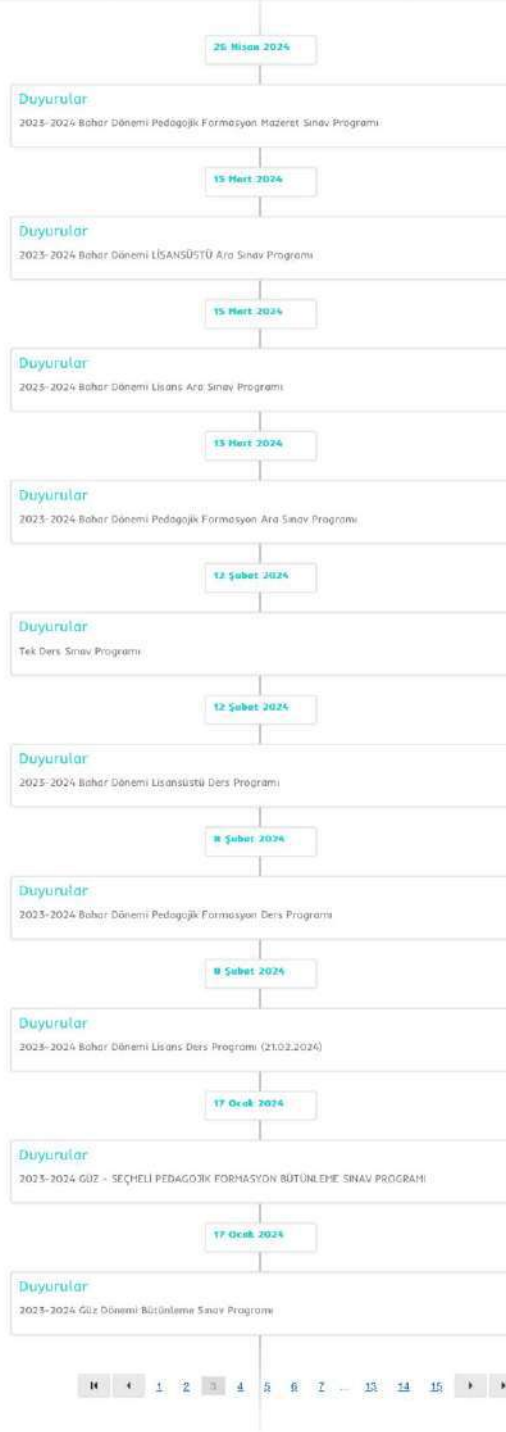 26 Nisan 2024
Duyurular
2023-2024 Bahar Dönemi Pedagojik Formasyon Mazeret Sınav Programı
15 Mart 2024
Duyurular
2023-2024 Bahar Dönemi LİSANSÜSTÜ Ara Sınav Programı
15 Mart 2024
Duyurular
2023-2024 Bahar Dönemi Lisans Ara Sınav Programı
13 Mart 2024
Duyurular
2023-2024 Bahar Dönemi Pedagojik Formasyon Ara Sınav Programı
12 Şubat 2024
Duyurular
Tek Ders Sınav Programı
12 Şubat 2024
Duyurular
2023-2024 Bahar Dönemi Lisansüstü Ders Programı
8 Şubat 2024
Duyurular
2023-2024 Bahar Dönemi Pedagojik Formasyon Ders Programı
8 Şubat 2024
Duyurular
2023-2024 Bahar Dönemi Lisans Ders Programı (21.02.2024)
17 Ocak 2024
Duyurular
2023-2024 GÜZ - SEÇMELİ PEDAGOJİK FORMASYON BÜTÜNLEME SINAV PROGRAMI
17 Ocak 2024
Duyurular
2023-2024 Güz Dönemi Bütünleme Sınav Programı
1 2 3 4 5 6 7 ... 13 14 15